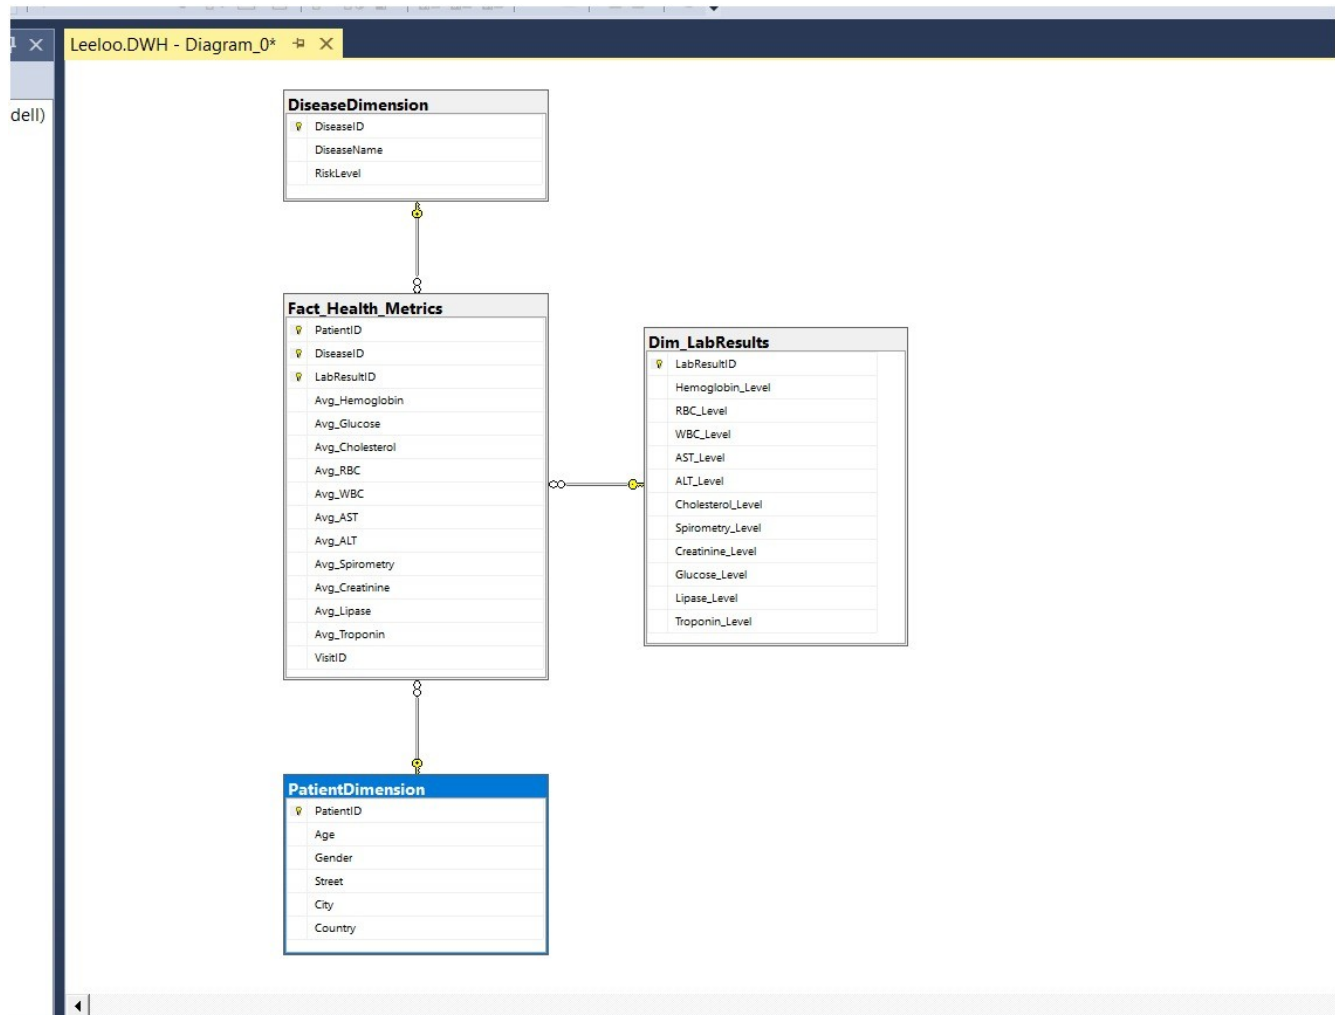 Leeloo.DWH - Diagram_0*
dell)
DiseaseDimension
DiseaseID
DiseaseName
RiskLevel
Fact_Health_Metrics
PatientID
DiseaseID
LabResultID
Avg_Hemoglobin
Avg_Glucose
Avg_Cholesterol
Avg_RBC
Avg_WBC
Avg_AST
Avg_ALT
Avg_Spirometry
Avg_Creatinine
Avg_Lipase
Avg_Troponin
VisitID
Dim_LabResults
LabResultID
Hemoglobin_Level
RBC_Level
WBC_Level
AST_Level
ALT_Level
Cholesterol_Level
Spirometry_Level
Creatinine_Level
Glucose_Level
Lipase_Level
Troponin_Level
PatientDimension
PatientID
Age
Gender
Street
City
Country